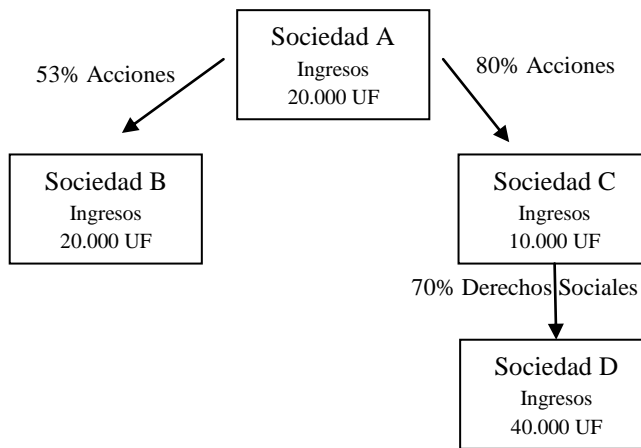 Sociedad A
Ingresos
20.000 UF
53% Acciones
80% Acciones
Sociedad B
Ingresos
20.000 UF
Sociedad C
Ingresos
10.000 UF
70% Derechos Sociales
Sociedad D
Ingresos
40.000 UF